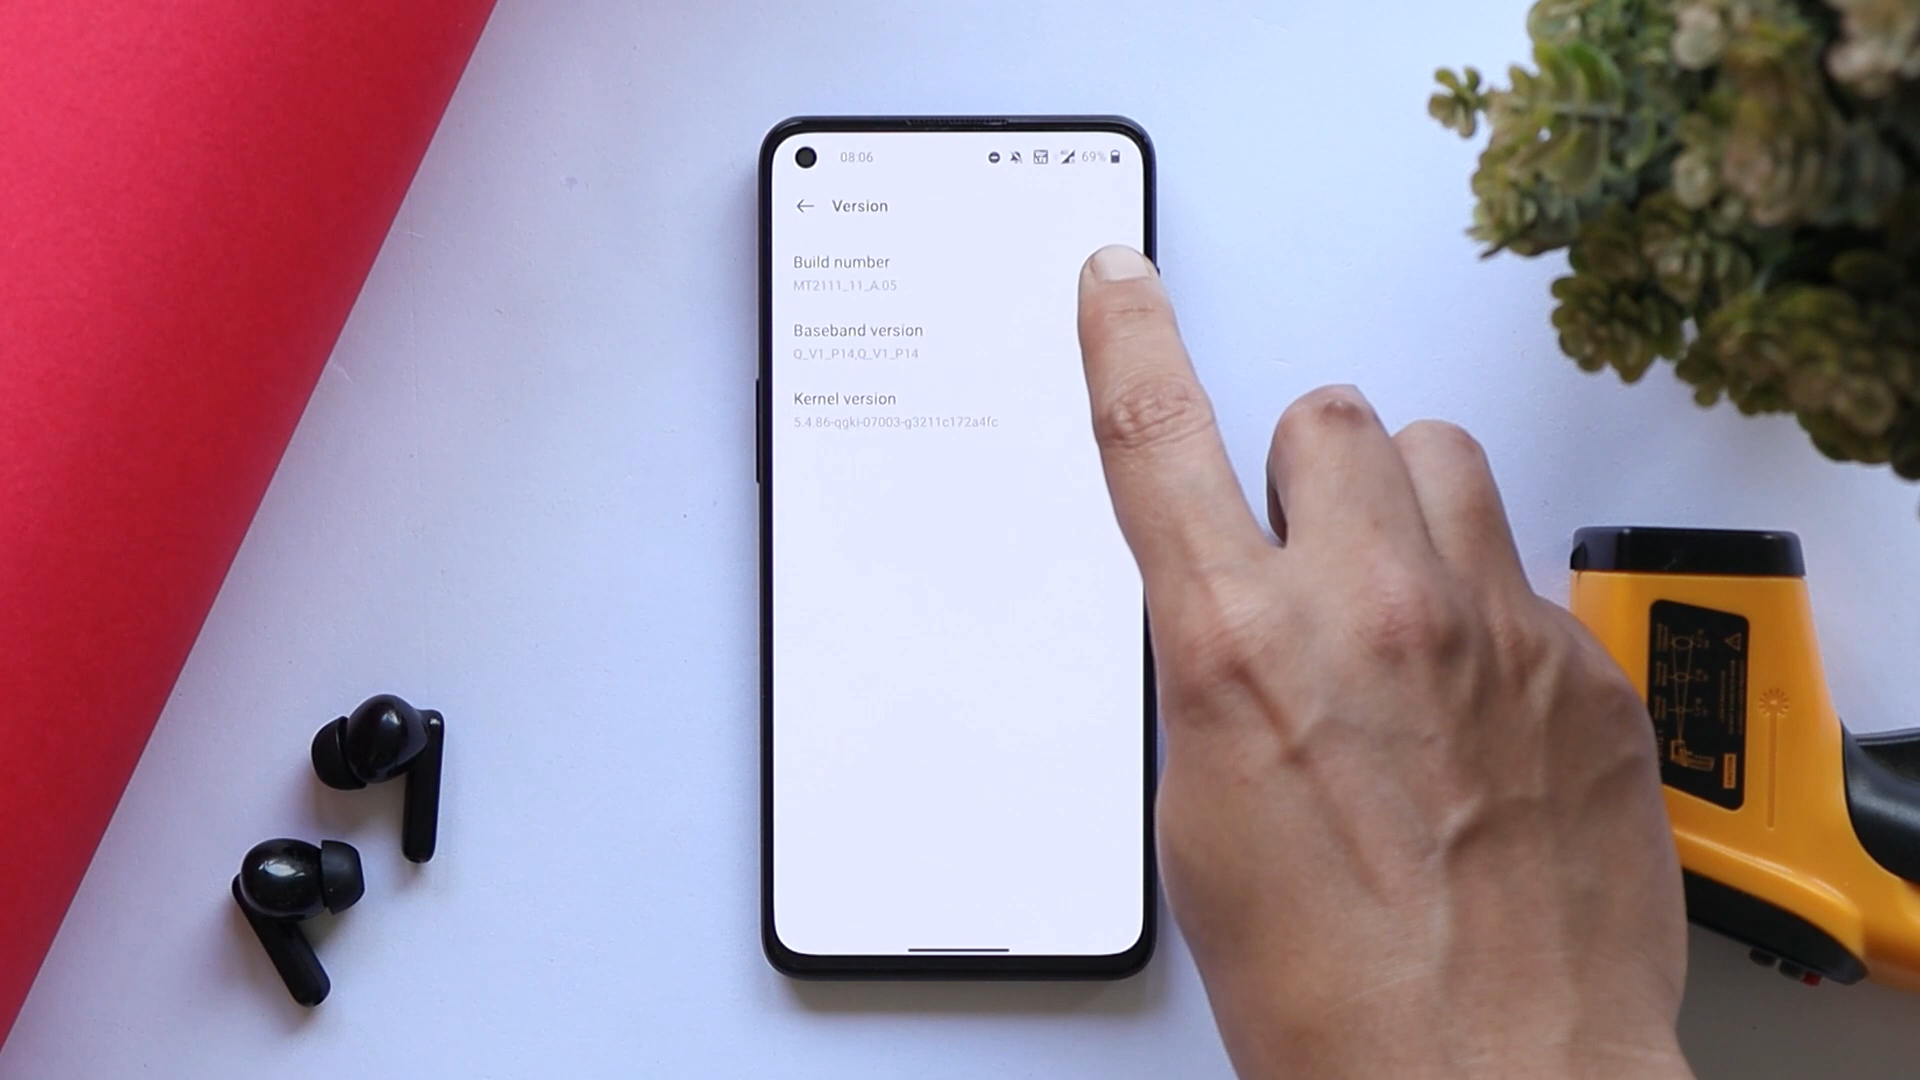 08:06 69%
Version
Build number
MT2111_11_A.05
Baseband version
Q_V1_P14,Q_V1_P14
Kernel version
5.4.86-qgki-07003-g3211c172a4fc